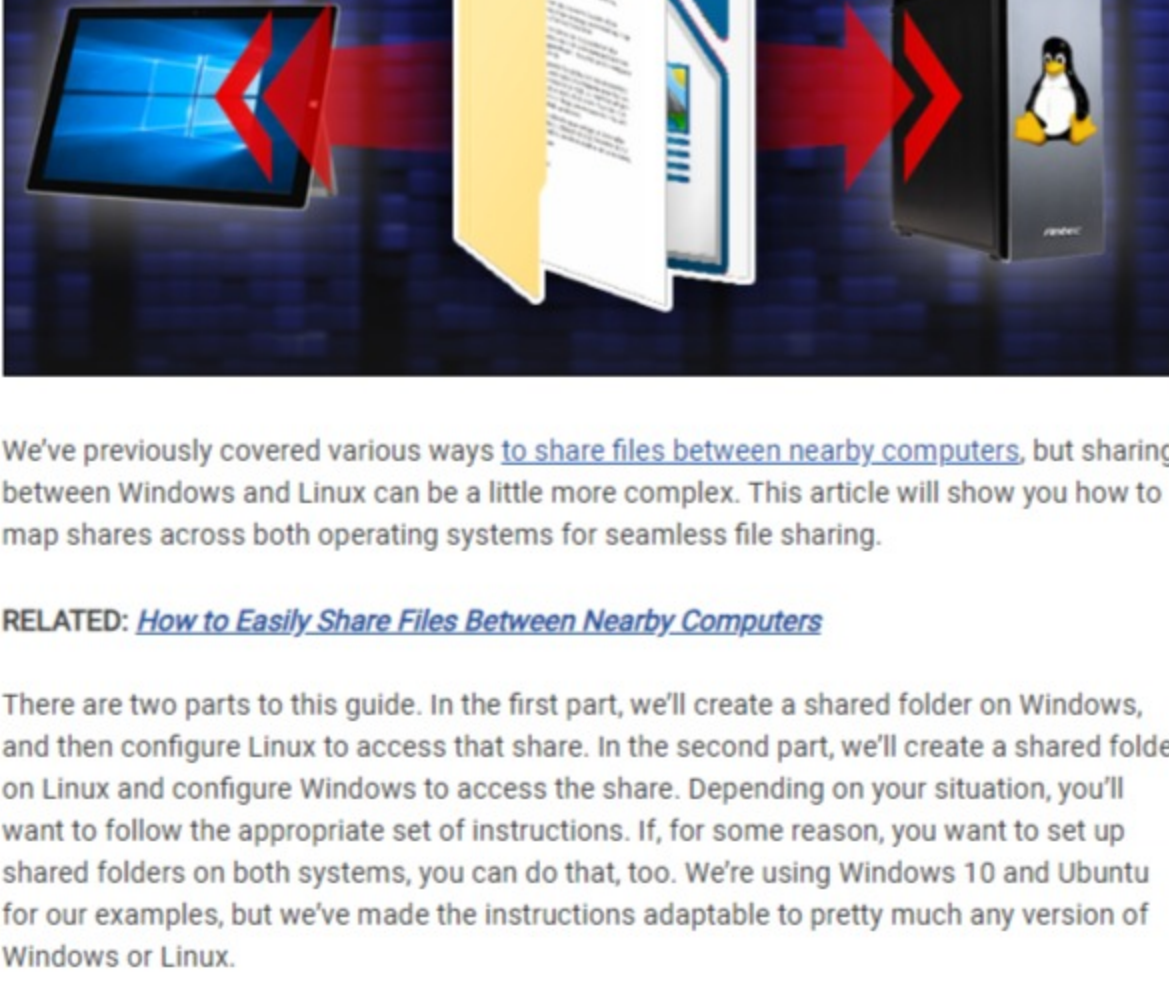 Antec
We've previously covered various ways to share files between nearby computers, but sharing
between Windows and Linux can be a little more complex. This article will show you how to
map shares across both operating systems for seamless file sharing.
RELATED: How to Easily Share Files Between Nearby Computers
There are two parts to this guide. In the first part, we'll create a shared folder on Windows,
and then configure Linux to access that share. In the second part, we'll create a shared folde
on Linux and configure Windows to access the share. Depending on your situation, you'll
want to follow the appropriate set of instructions. If, for some reason, you want to set up
shared folders on both systems, you can do that, too. We're using Windows 10 and Ubuntu
for our examples, but we've made the instructions adaptable to pretty much any version of
Windows or Linux.